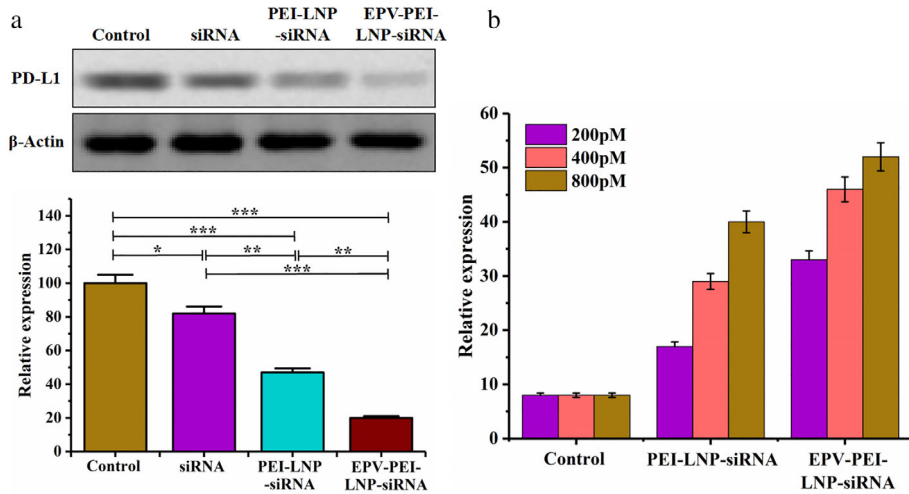 a
Control
siRNA
PEI-LNP
-siRNA
EPV-PEI-
LNP-siRNA
PD-L1
β-Actin
Relative expression
140
120
100
80
60
40
20
0
***
***
*
**
**
***
Control
siRNA
PEI-LNP
-siRNA
EPV-PEI-
LNP-siRNA
b
Relative expression
60
50
40
30
20
10
0
200pM
400pM
800pM
Control
PEI-LNP-siRNA
EPV-PEI-
LNP-siRNA